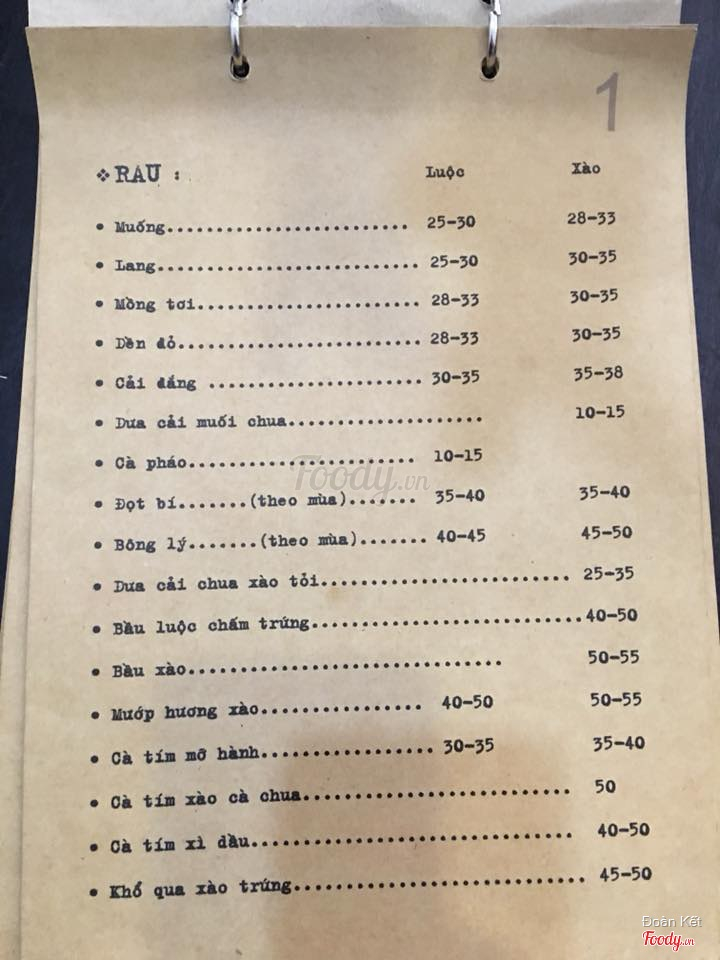 1
❖ RAU : Luộc Xào
• Muống.......................... 25-30 28-33
• Lang............................ 25-30 30-35
• Mồng tơi........................ 28-33 30-35
• Dền đỏ.......................... 28-33 30-35
• Cải đắng ....................... 30-35 35-38
• Dưa cải muối chua..................... 10-15
• Cà pháo........................ 10-15
• Đọt bí.......(theo mùa)....... 35-40 35-40
• Bông lý.......(theo mùa)....... 40-45 45-50
• Dưa cải chua xào tỏi.......................... 25-35
• Bầu luộc chấm trứng............................40-50
• Bầu xào.................................. 50-55
• Mướp hương xào................. 40-50 50-55
• Cà tím mỡ hành.................. 30-35 35-40
• Cà tím xào cà chua............................ 50
• Cà tím xì dầu.................................. 40-50
• Khổ qua xào trứng.............................. 45-50
Foody.vn
Đoàn Kết
Foody.vn